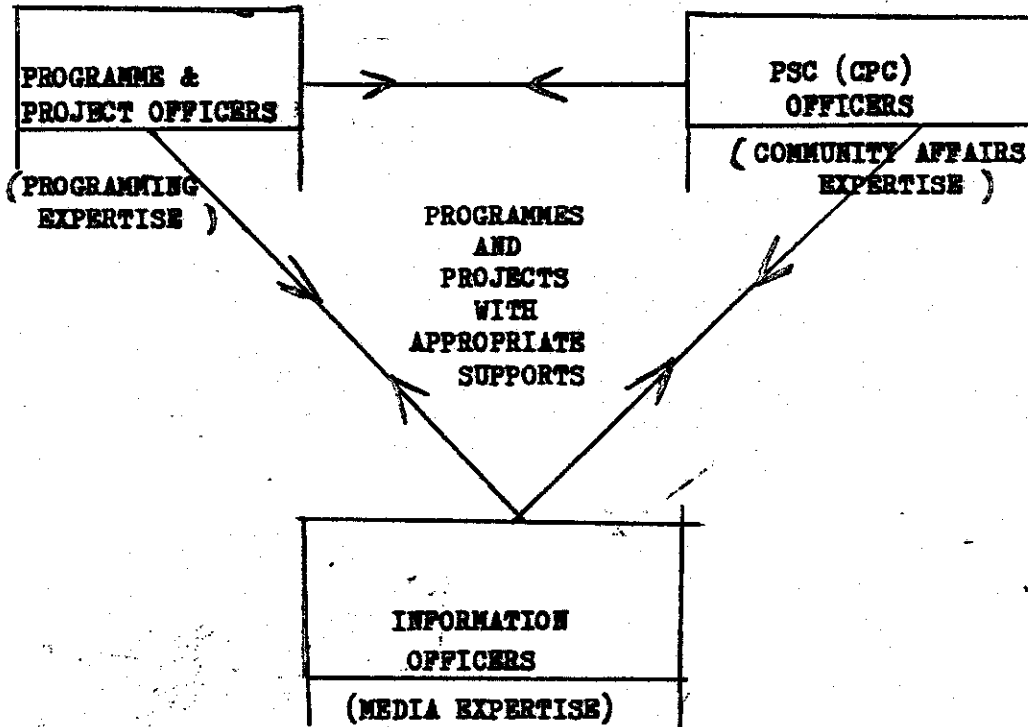 PROGRAMME &
PROJECT OFFICERS
(PROGRAMMING
EXPERTISE )
PSC (CPC)
OFFICERS
( COMMUNITY AFFAIRS
EXPERTISE )
PROGRAMMES
AND
PROJECTS
WITH
APPROPRIATE
SUPPORTS
INFORMATION
OFFICERS
(MEDIA EXPERTISE)